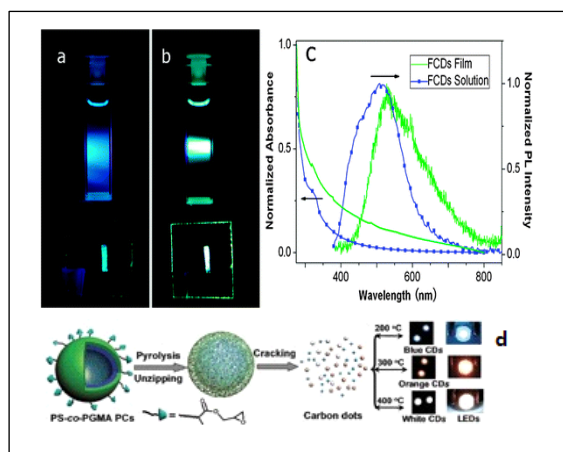 a
b
C
FCDs Film
FCDs Solution
Normalized Absorbance
1.0
0.5
0.0
Normalized PL Intensity
1.0
0.5
0.0
400 500 600 700 800
Wavelength (nm)
d
PS-co-PGMA PCs
Pyrolysis
Unzipping
Cracking
Carbon dots
200 °C
Blue CDs
300 °C
Orange CDs
400 °C
White CDs
LEDs
=
O
O
O